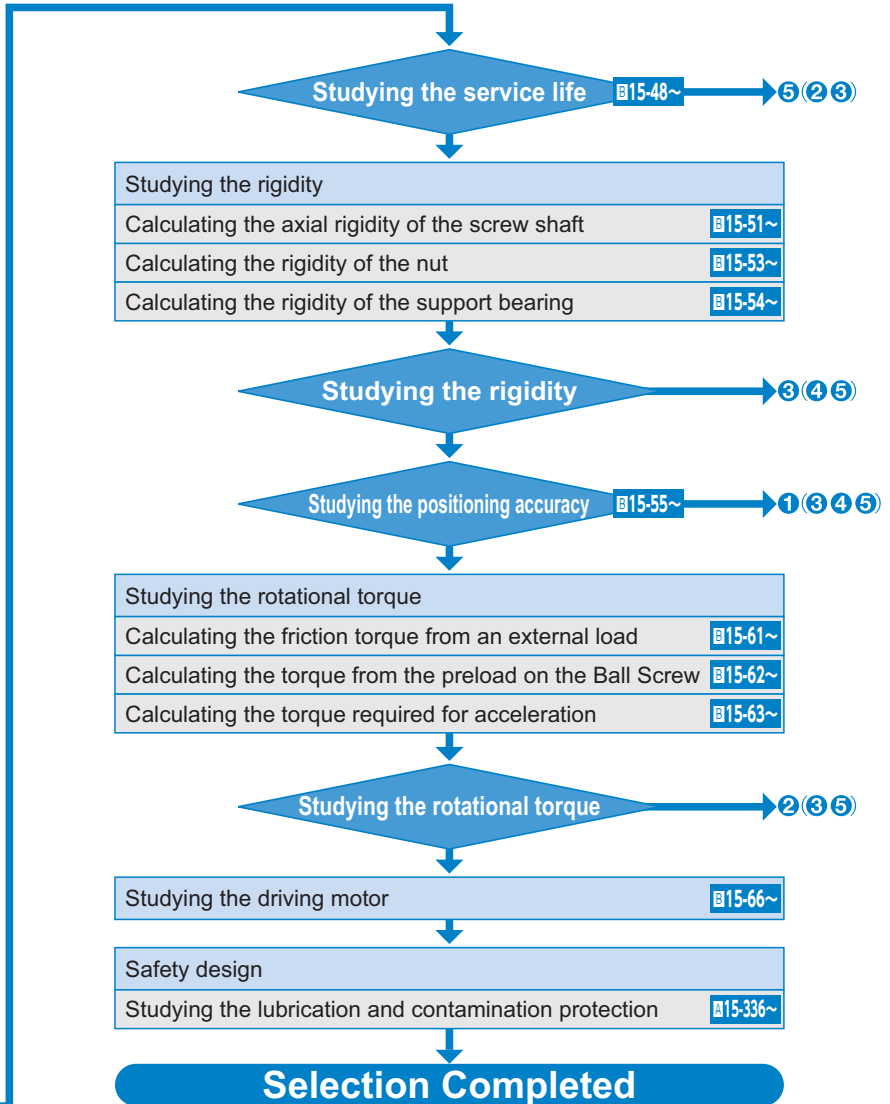 Studying the service life B15-48~ ❺(❷❸)
Studying the rigidity
Calculating the axial rigidity of the screw shaft B15-51~
Calculating the rigidity of the nut B15-53~
Calculating the rigidity of the support bearing B15-54~
Studying the rigidity ❸(❹❺)
Studying the positioning accuracy B15-55~ ❶(❸❹❺)
Studying the rotational torque
Calculating the friction torque from an external load B15-61~
Calculating the torque from the preload on the Ball Screw B15-62~
Calculating the torque required for acceleration B15-63~
Studying the rotational torque ❷(❸❺)
Studying the driving motor B15-66~
Safety design
Studying the lubrication and contamination protection A15-336~
Selection Completed